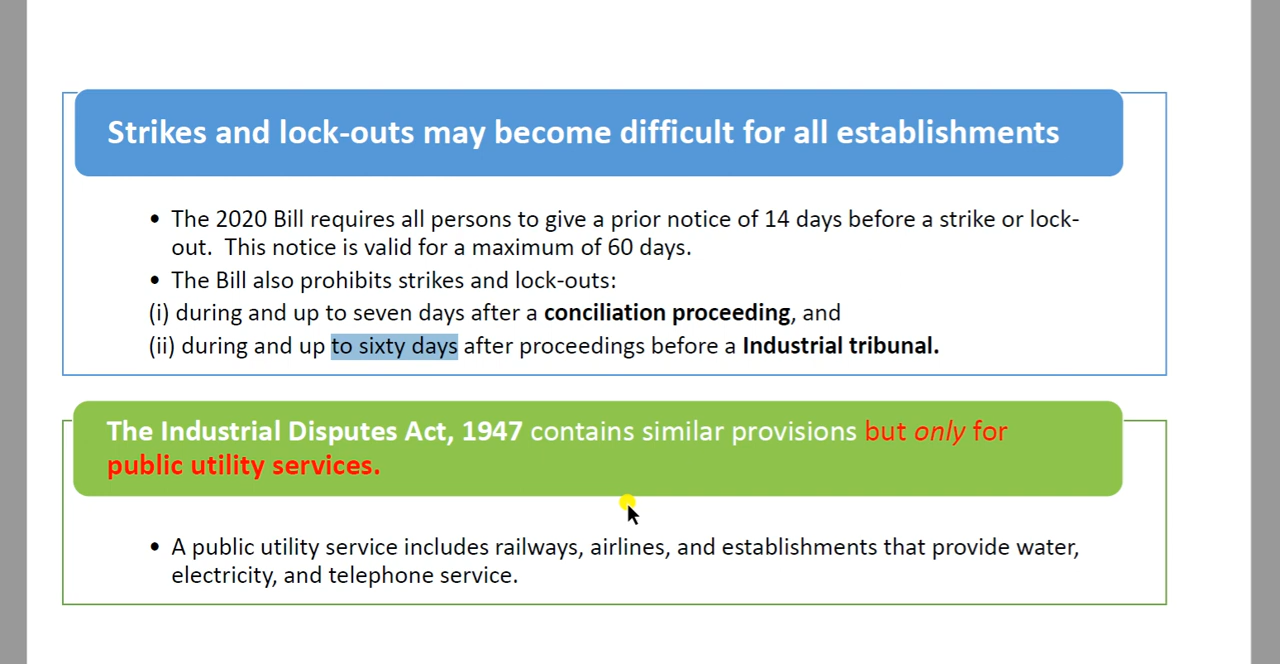 Strikes and lock-outs may become difficult for all establishments
• The 2020 Bill requires all persons to give a prior notice of 14 days before a strike or lock-
out.  This notice is valid for a maximum of 60 days.
• The Bill also prohibits strikes and lock-outs:
(i) during and up to seven days after a conciliation proceeding, and
(ii) during and up to sixty days after proceedings before a Industrial tribunal.
The Industrial Disputes Act, 1947 contains similar provisions but only for
public utility services.
• A public utility service includes railways, airlines, and establishments that provide water,
electricity, and telephone service.